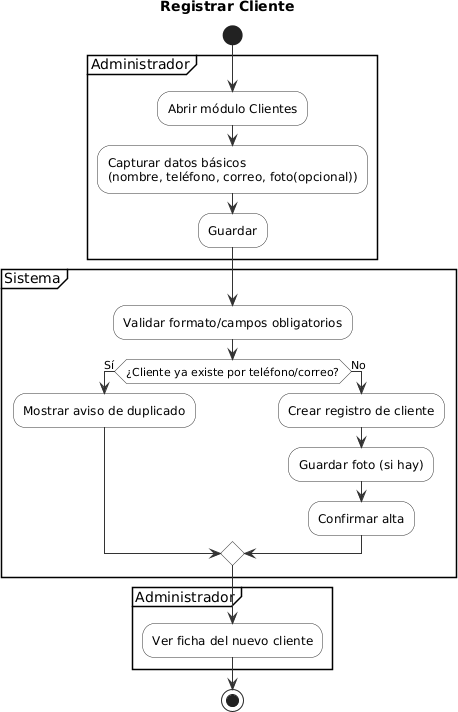 Registrar Cliente
Administrador
Abrir módulo Clientes
Capturar datos básicos
(nombre, teléfono, correo, foto(opcional))
Guardar
Sistema
Validar formato/campos obligatorios
Sí
¿Cliente ya existe por teléfono/correo?
No
Mostrar aviso de duplicado
Crear registro de cliente
Guardar foto (si hay)
Confirmar alta
Administrador
Ver ficha del nuevo cliente